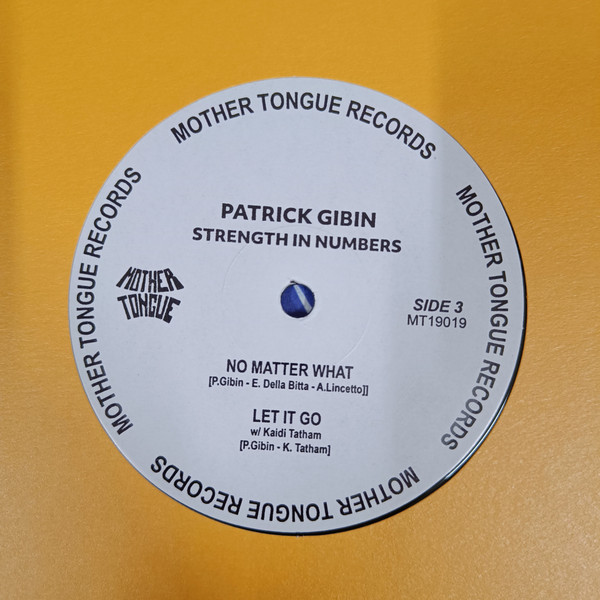 MOTHER TONGUE RECORDS
MOTHER TONGUE RECORDS
MOTHER TONGUE RECORDS
MOTHER TONGUE RECORDS
PATRICK GIBIN
STRENGTH IN NUMBERS
MOTHER
TONGUE
SIDE 3
MT19019
NO MATTER WHAT
[P.Gibin - E. Della Bitta - A.Lincetto]]
LET IT GO
w/ Kaidi Tatham
[P.Gibin - K. Tatham]